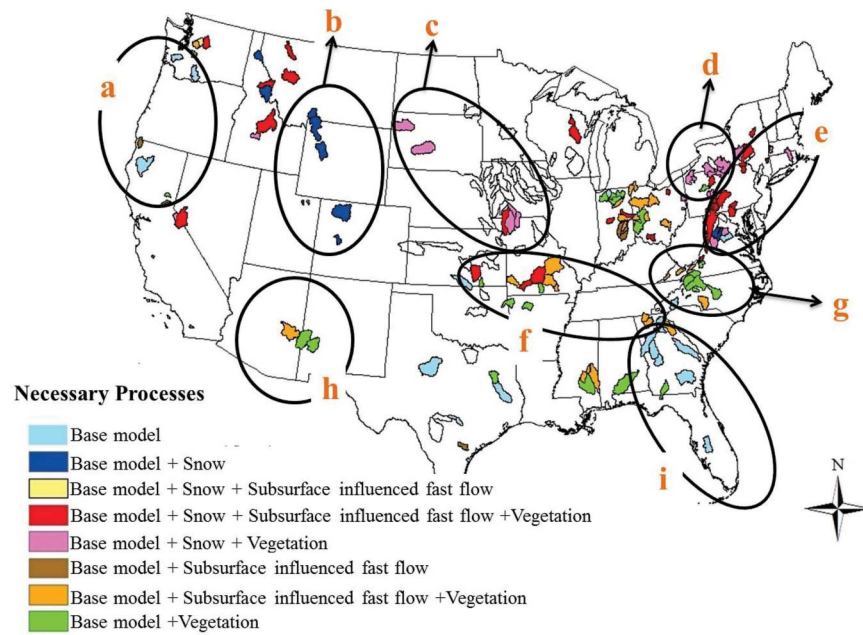 b
c
a
d
e
g
f
h
i
N
Necessary Processes
Base model
Base model + Snow
Base model + Snow + Subsurface influenced fast flow
Base model + Snow + Subsurface influenced fast flow +Vegetation
Base model + Snow + Vegetation
Base model + Subsurface influenced fast flow
Base model + Subsurface influenced fast flow +Vegetation
Base model +Vegetation